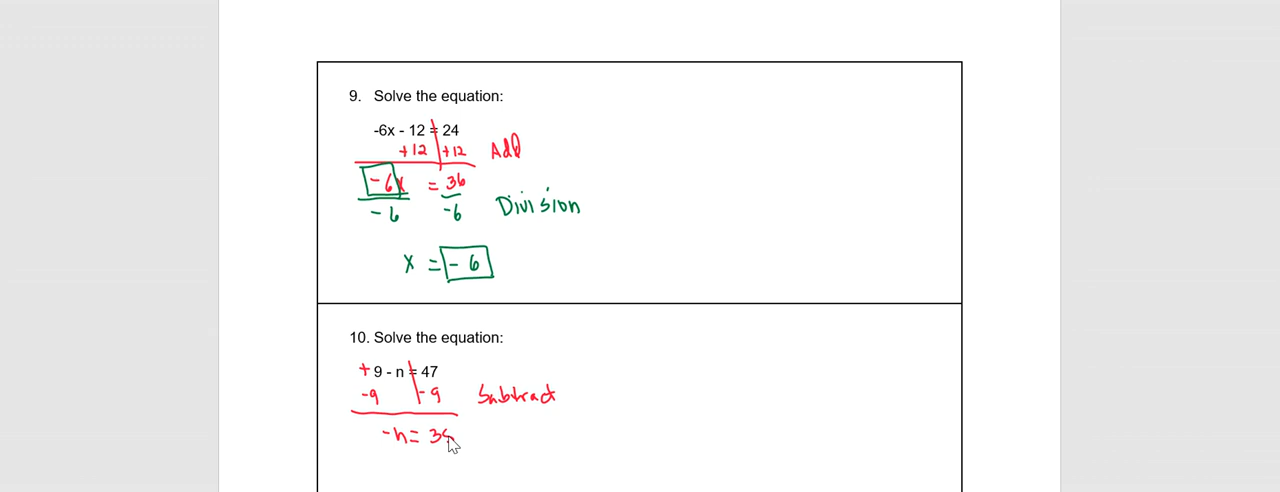 9. Solve the equation:
-6x - 12 = 24
+12 +12 Add
-6x = 36
-6 -6 Division
x = -6
10. Solve the equation:
+ 9 - n = 47
-9 -9 Subtract
-n =